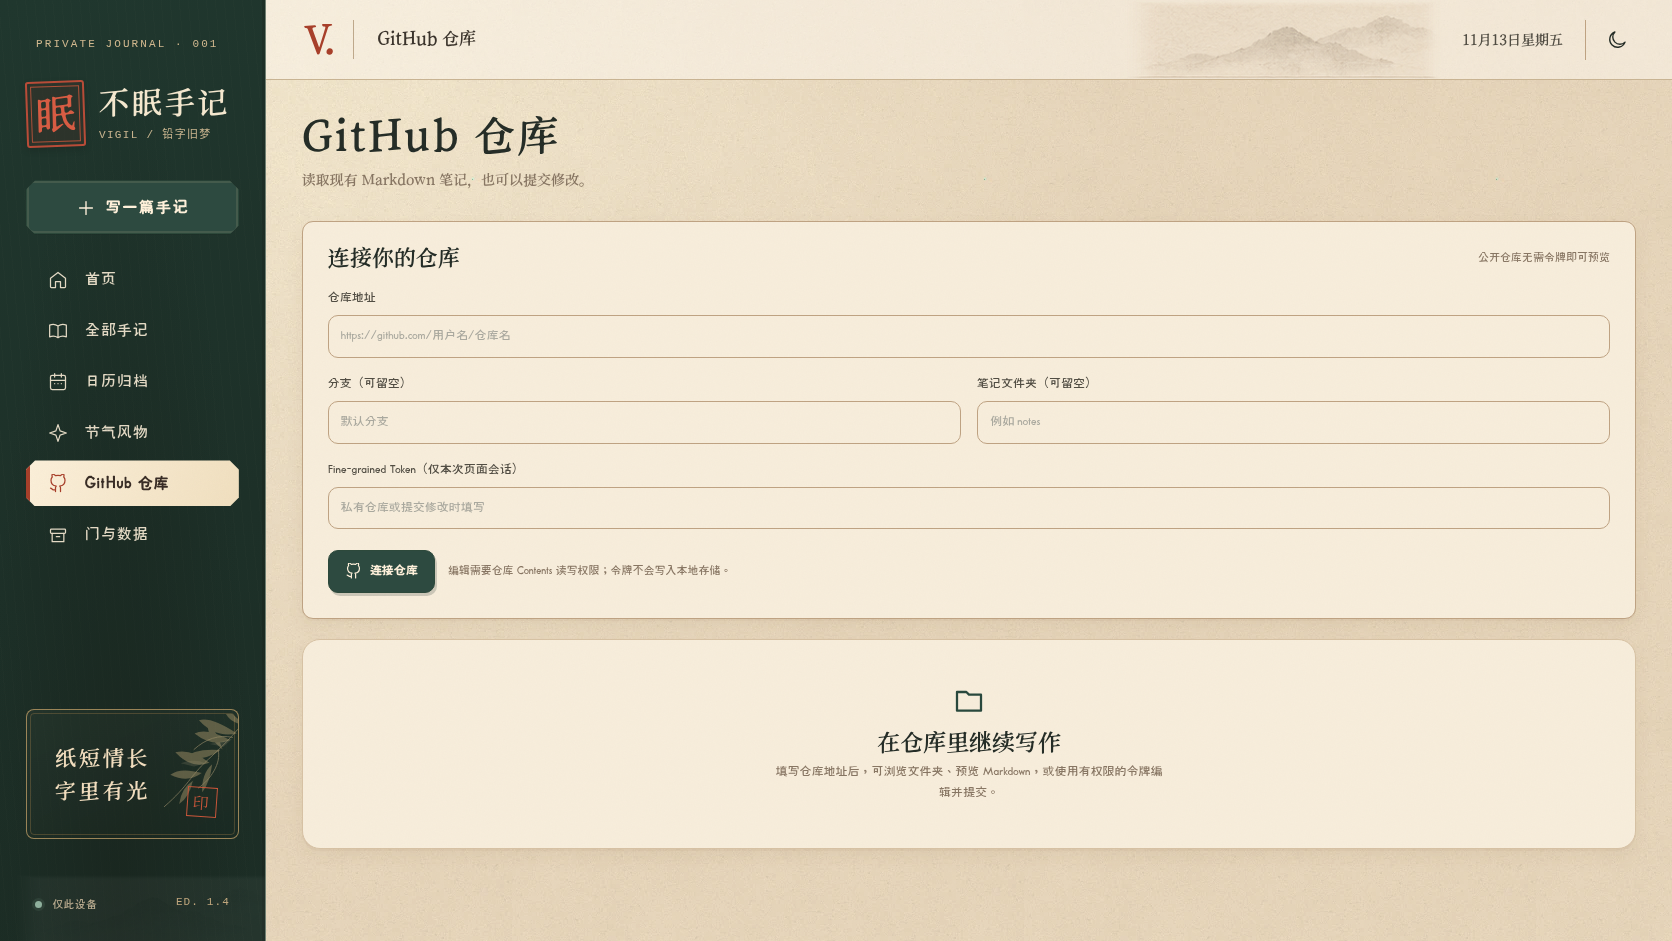 PRIVATE JOURNAL · 001
眠
不眠手记
VIGIL / 铅字旧梦
写一篇手记
首页
全部手记
日历归档
节气风物
GitHub 仓库
门与数据
纸短情长
字里有光
印
仅此设备
ED. 1.4
V.
GitHub 仓库
11月13日星期五
GitHub 仓库
读取现有 Markdown 笔记，也可以提交修改。
连接你的仓库
公开仓库无需令牌即可预览
仓库地址
https://github.com/用户名/仓库名
分支（可留空）
笔记文件夹（可留空）
默认分支
例如 notes
Fine-grained Token（仅本次页面会话）
私有仓库或提交修改时填写
连接仓库
编辑需要仓库 Contents 读写权限；令牌不会写入本地存储。
在仓库里继续写作
填写仓库地址后，可浏览文件夹、预览 Markdown，或使用有权限的令牌编
辑并提交。